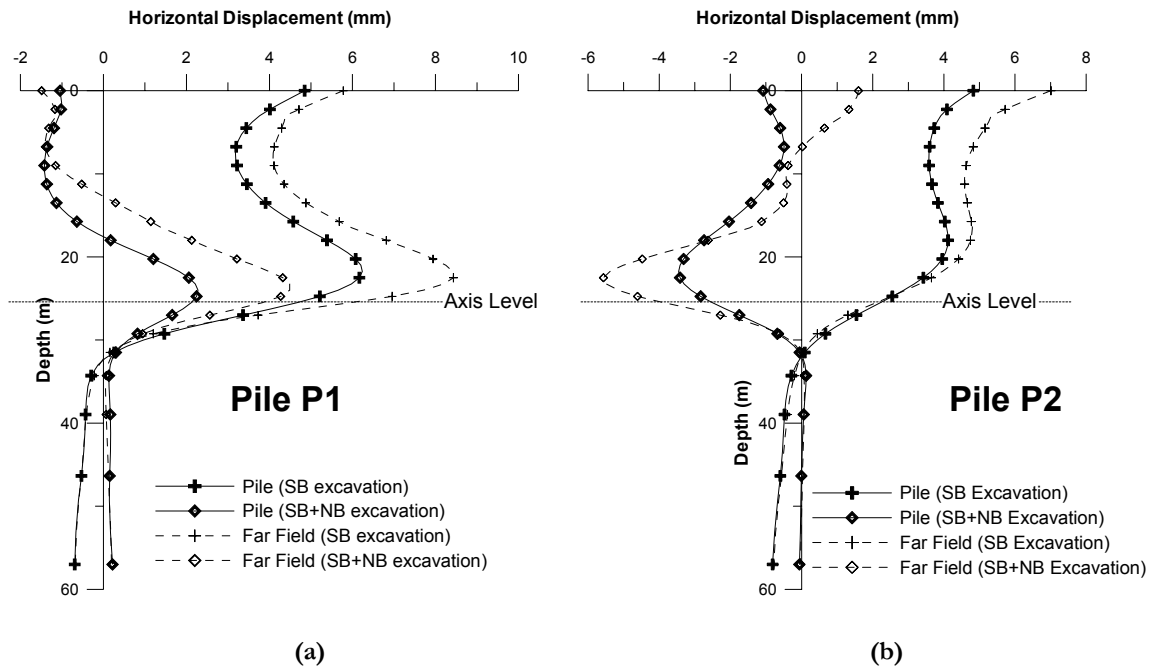 Horizontal Displacement (mm)
-2 0 2 4 6 8 10
0
20
40
60
Depth (m)
Axis Level
Pile P1
Pile (SB excavation)
Pile (SB+NB excavation)
Far Field (SB excavation)
Far Field (SB+NB excavation)
(a)
Horizontal Displacement (mm)
-6 -4 -2 0 2 4 6 8
0
20
40
60
Depth (m)
Axis Level
Pile P2
Pile (SB Excavation)
Pile (SB+NB Excavation)
Far Field (SB Excavation)
Far Field (SB+NB Excavation)
(b)